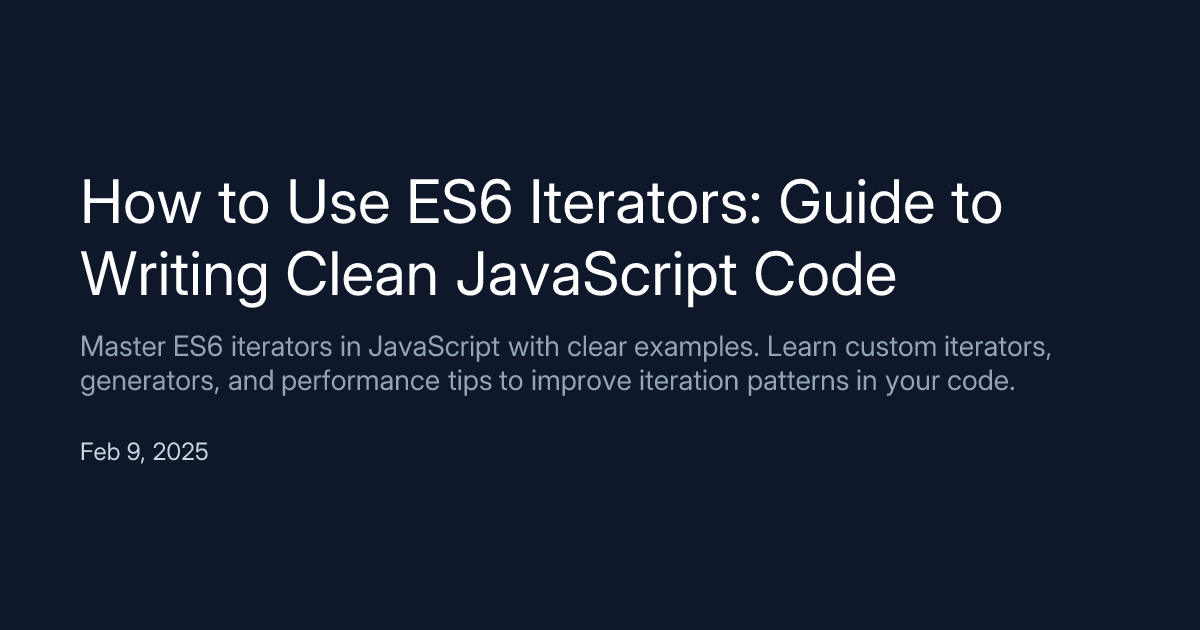 How to Use ES6 Iterators: Guide to
Writing Clean JavaScript Code
Master ES6 iterators in JavaScript with clear examples. Learn custom iterators,
generators, and performance tips to improve iteration patterns in your code.
Feb 9, 2025